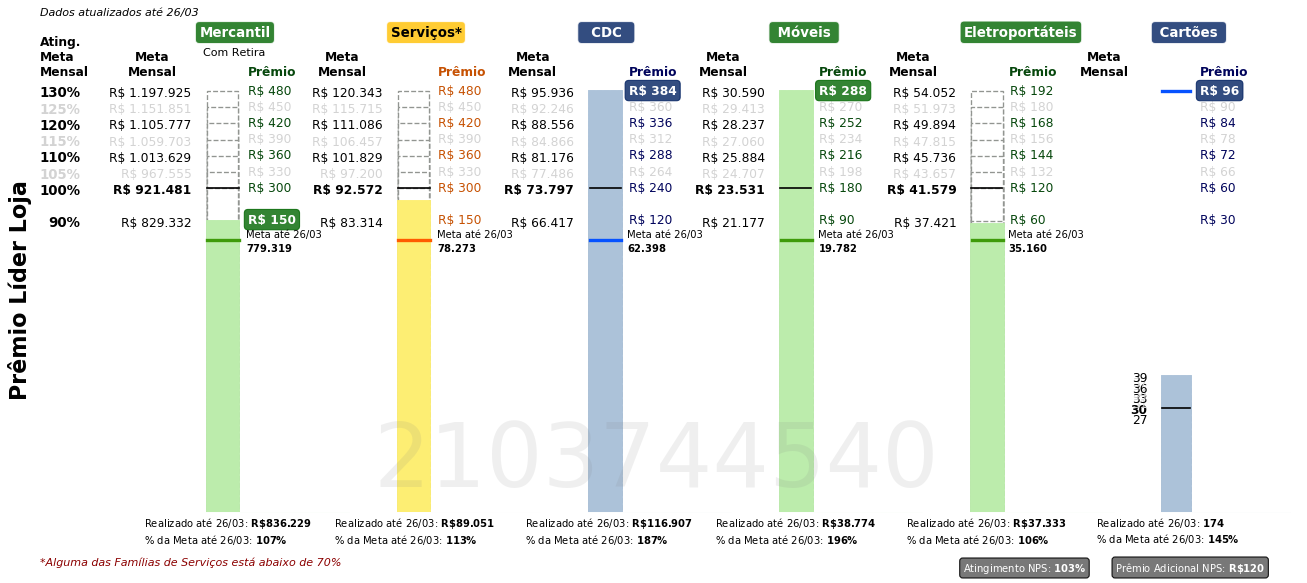 Dados atualizados até 26/03
Mercantil Serviços* CDC Móveis Eletroportáteis Cartões
Com Retira
Ating. Meta Mensal
Meta Mensal Prêmio Meta Mensal Prêmio Meta Mensal Prêmio Meta Mensal Prêmio Meta Mensal Prêmio Meta Mensal Prêmio
130% R$ 1.197.925 R$ 480 R$ 120.343 R$ 480 R$ 95.936 R$ 384 R$ 30.590 R$ 288 R$ 54.052 R$ 192 R$ 96
125% R$ 1.151.851 R$ 450 R$ 115.715 R$ 450 R$ 92.246 R$ 360 R$ 29.413 R$ 270 R$ 51.973 R$ 180 R$ 90
120% R$ 1.105.777 R$ 420 R$ 111.086 R$ 420 R$ 88.556 R$ 336 R$ 28.237 R$ 252 R$ 49.894 R$ 168 R$ 84
115% R$ 1.059.703 R$ 390 R$ 106.457 R$ 390 R$ 84.866 R$ 312 R$ 27.060 R$ 234 R$ 47.815 R$ 156 R$ 78
110% R$ 1.013.629 R$ 360 R$ 101.829 R$ 360 R$ 81.176 R$ 288 R$ 25.884 R$ 216 R$ 45.736 R$ 144 R$ 72
105% R$ 967.555 R$ 330 R$ 97.200 R$ 330 R$ 77.486 R$ 264 R$ 24.707 R$ 198 R$ 43.657 R$ 132 R$ 66
100% R$ 921.481 R$ 300 R$ 92.572 R$ 300 R$ 73.797 R$ 240 R$ 23.531 R$ 180 R$ 41.579 R$ 120 R$ 60
90% R$ 829.332 R$ 150 R$ 83.314 R$ 150 R$ 66.417 R$ 120 R$ 21.177 R$ 90 R$ 37.421 R$ 60 R$ 30
Meta até 26/03 Meta até 26/03 Meta até 26/03 Meta até 26/03 Meta até 26/03
779.319 78.273 62.398 19.782 35.160
Prêmio Líder Loja
39
36
33
30
27
2103744540
Realizado até 26/03: R$836.229 Realizado até 26/03: R$89.051 Realizado até 26/03: R$116.907 Realizado até 26/03: R$38.774 Realizado até 26/03: R$37.333 Realizado até 26/03: 174
% da Meta até 26/03: 107% % da Meta até 26/03: 113% % da Meta até 26/03: 187% % da Meta até 26/03: 196% % da Meta até 26/03: 106% % da Meta até 26/03: 145%
*Alguma das Famílias de Serviços está abaixo de 70%
Atingimento NPS: 103% Prêmio Adicional NPS: R$120